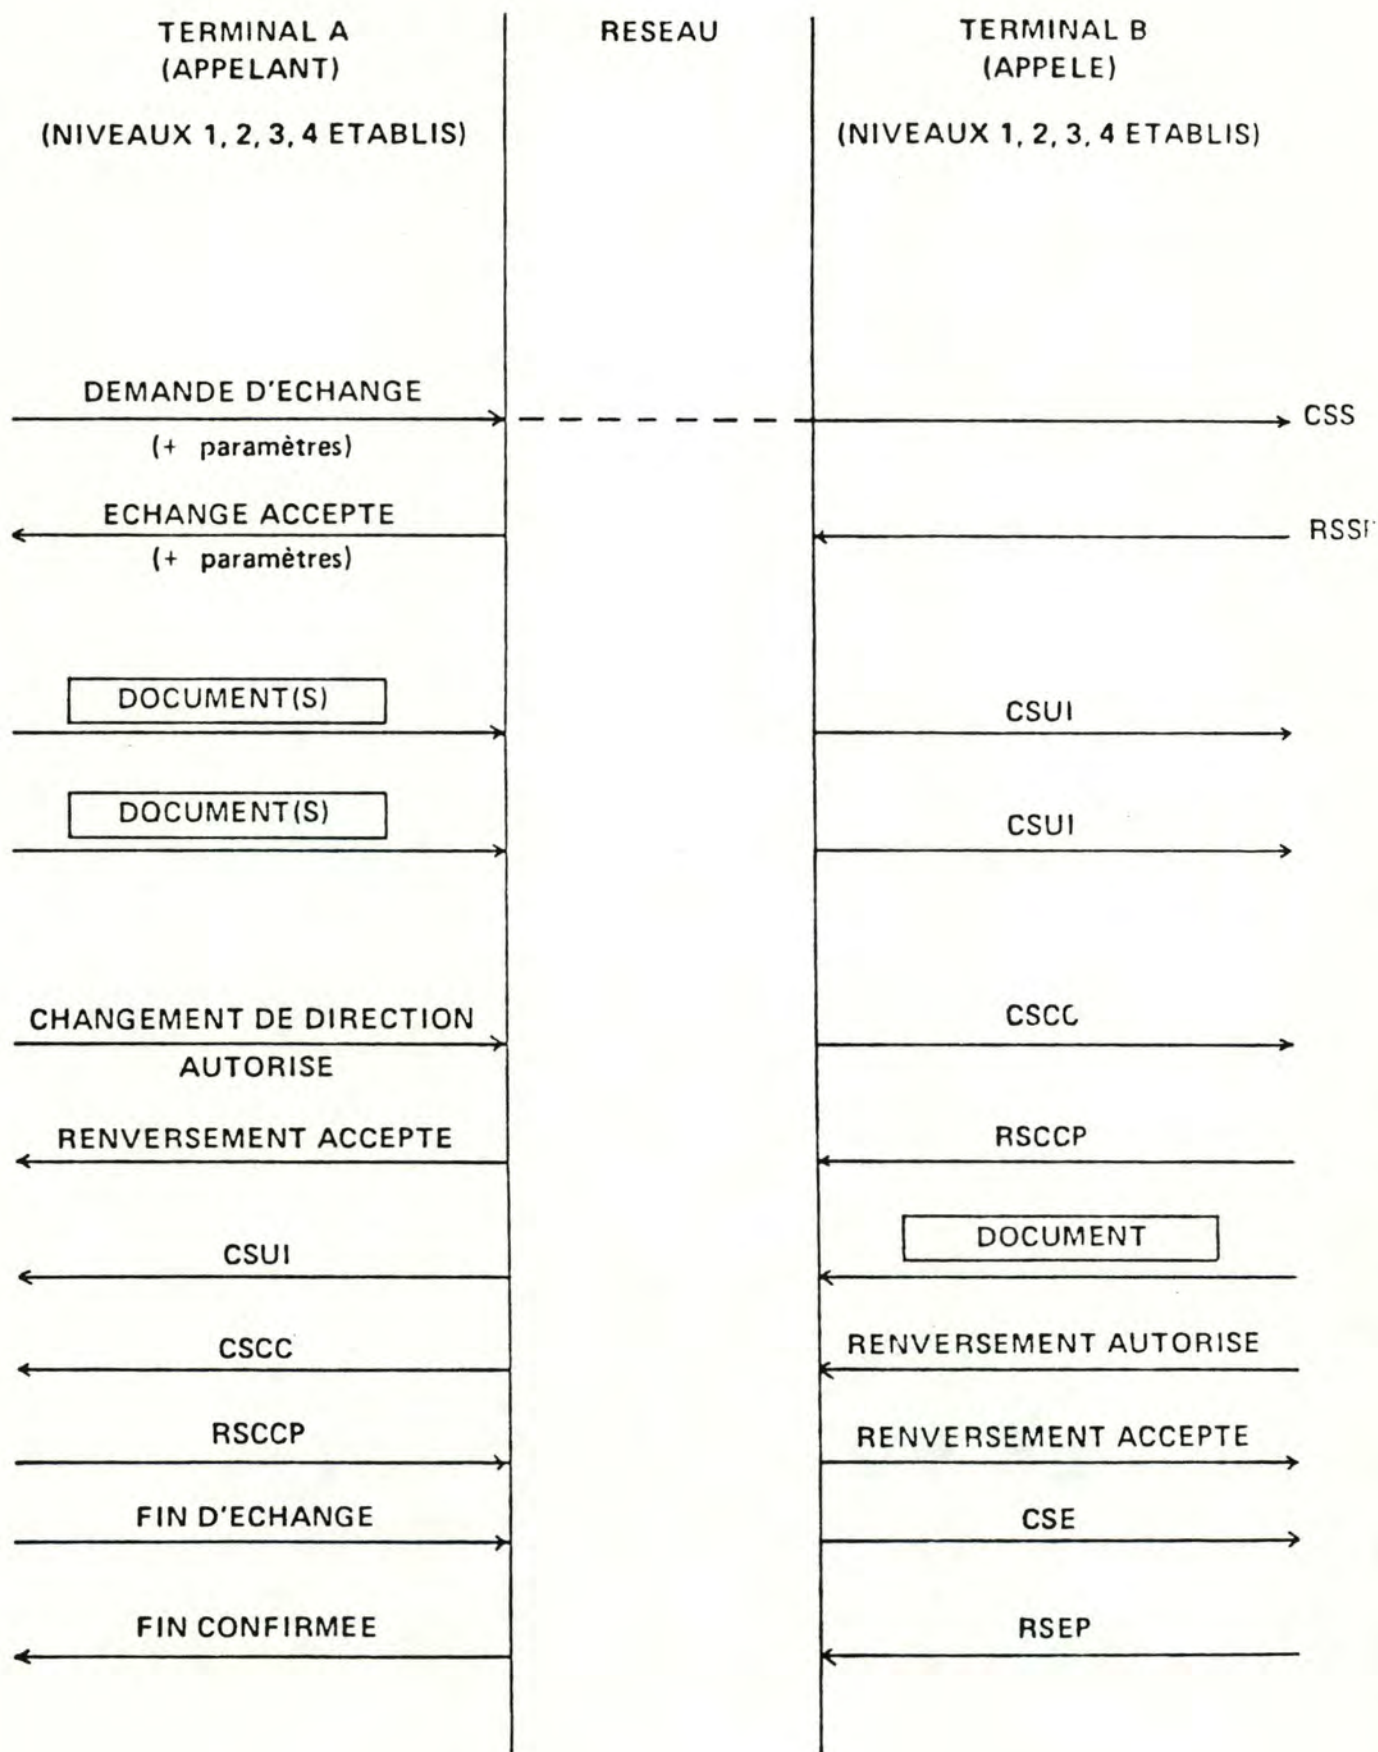 TERMINAL A
(APPELANT)
RESEAU
TERMINAL B
(APPELE)
(NIVEAUX 1, 2, 3, 4 ETABLIS)
(NIVEAUX 1, 2, 3, 4 ETABLIS)
DEMANDE D'ECHANGE
(+ paramètres)
CSS
ECHANGE ACCEPTE
(+ paramètres)
DOCUMENT(S)
CSUI
DOCUMENT(S)
CSUI
CHANGEMENT DE DIRECTION
AUTORISE
CSCC
RENVERSEMENT ACCEPTE
RSCCP
CSUI
DOCUMENT
CSCC
RENVERSEMENT AUTORISE
RSCCP
RENVERSEMENT ACCEPTE
FIN D'ECHANGE
CSE
FIN CONFIRMEE
RSEP